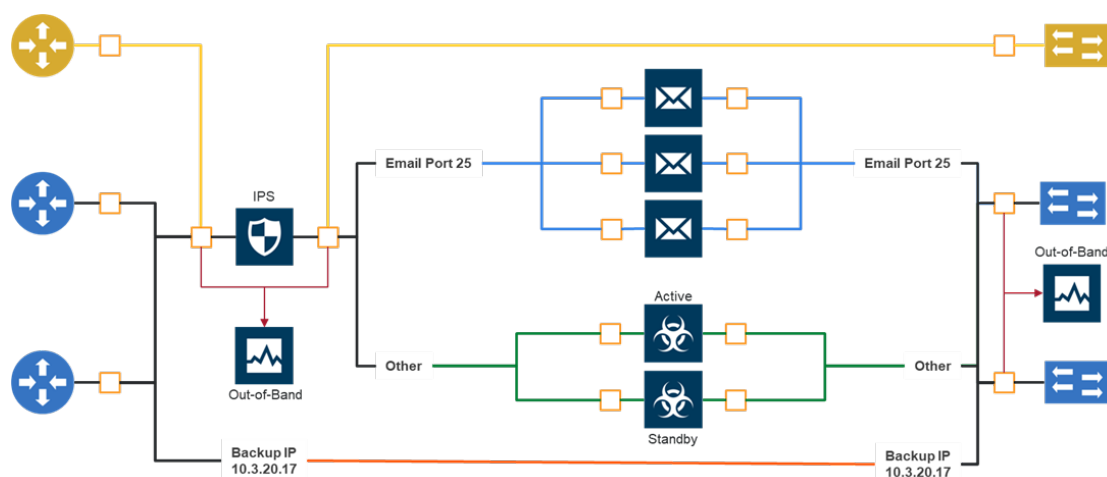 Email Port 25
Email Port 25
IPS
Out-of-Band
Active
Other
Other
Out-of-Band
Standby
Backup IP
10.3.20.17
Backup IP
10.3.20.17